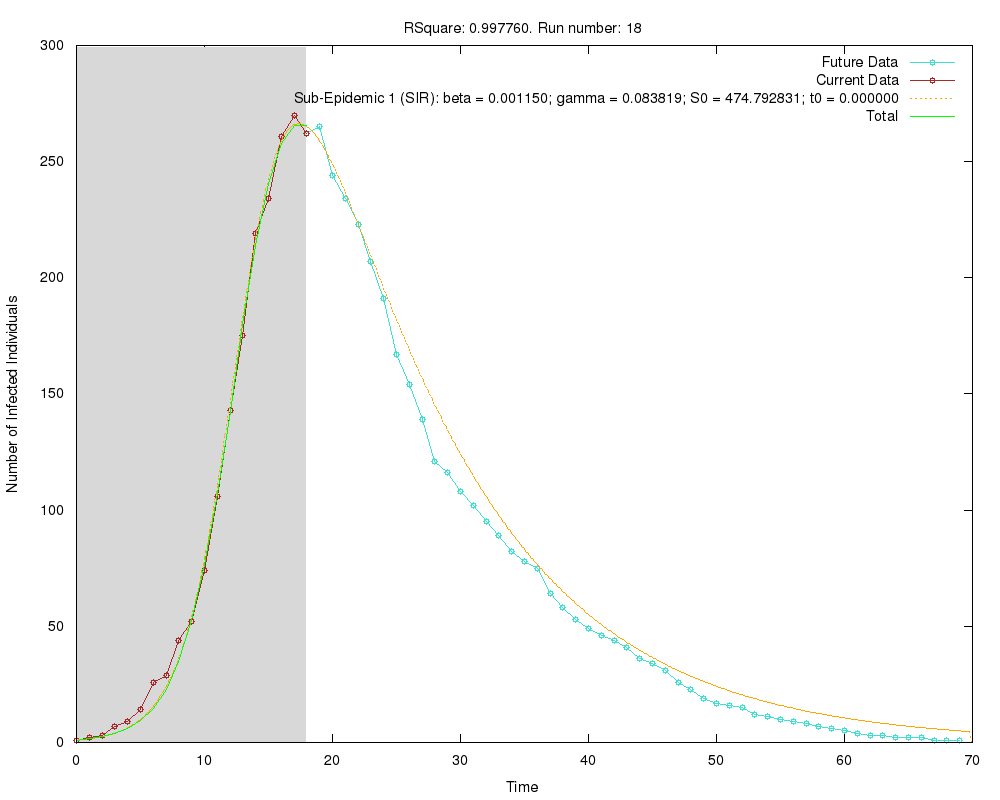 RSquare: 0.997760. Run number: 18
300
250
200
150
100
50
0
Number of Infected Individuals
Future Data
Current Data
Sub-Epidemic 1 (SIR): beta = 0.001150; gamma = 0.083819; S0 = 474.792831; t0 = 0.000000
Total
0 10 20 30 40 50 60 70
Time